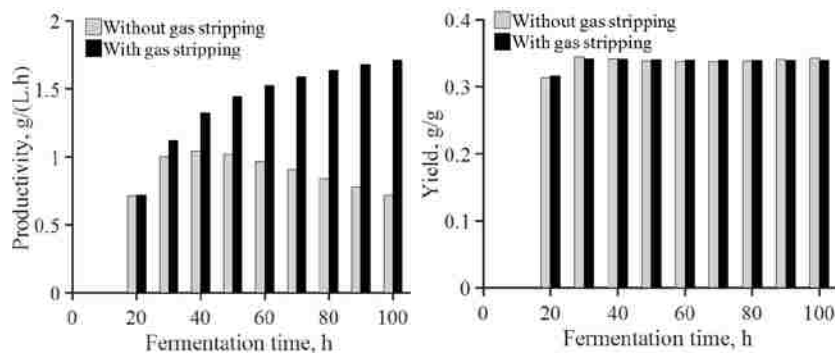 Without gas stripping
With gas stripping
Productivity, g/(L.h)
2
1.5
1
0.5
0
0 20 40 60 80 100
Fermentation time, h
Without gas stripping
With gas stripping
Yield, g/g
0.4
0.3
0.2
0.1
0
0 20 40 60 80 100
Fermentation time, h